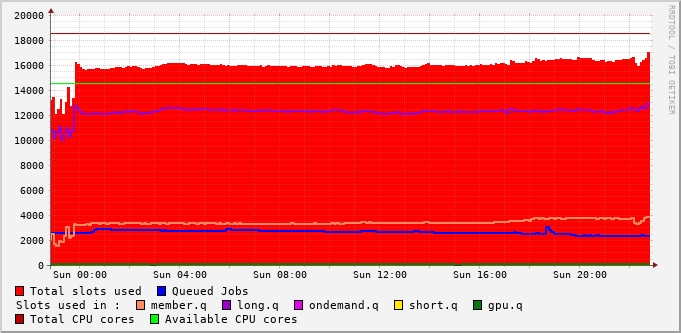 20000
18000
16000
14000
12000
10000
8000
6000
4000
2000
0
Sun 00:00 Sun 04:00 Sun 08:00 Sun 12:00 Sun 16:00 Sun 20:00
RRDTOOL / TOBI OETIKER
Total slots used Queued Jobs
Slots used in : member.q long.q ondemand.q short.q gpu.q
Total CPU cores Available CPU cores